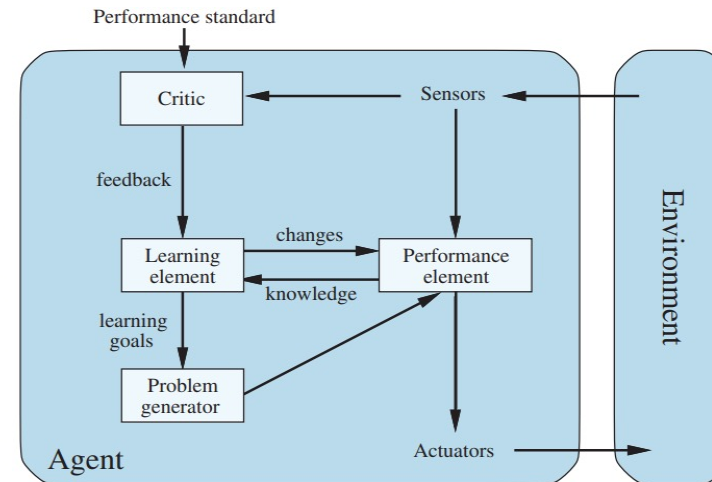 Performance standard
Critic
Sensors
feedback
changes
Learning
element
Performance
element
knowledge
learning
goals
Problem
generator
Agent
Actuators
Environment